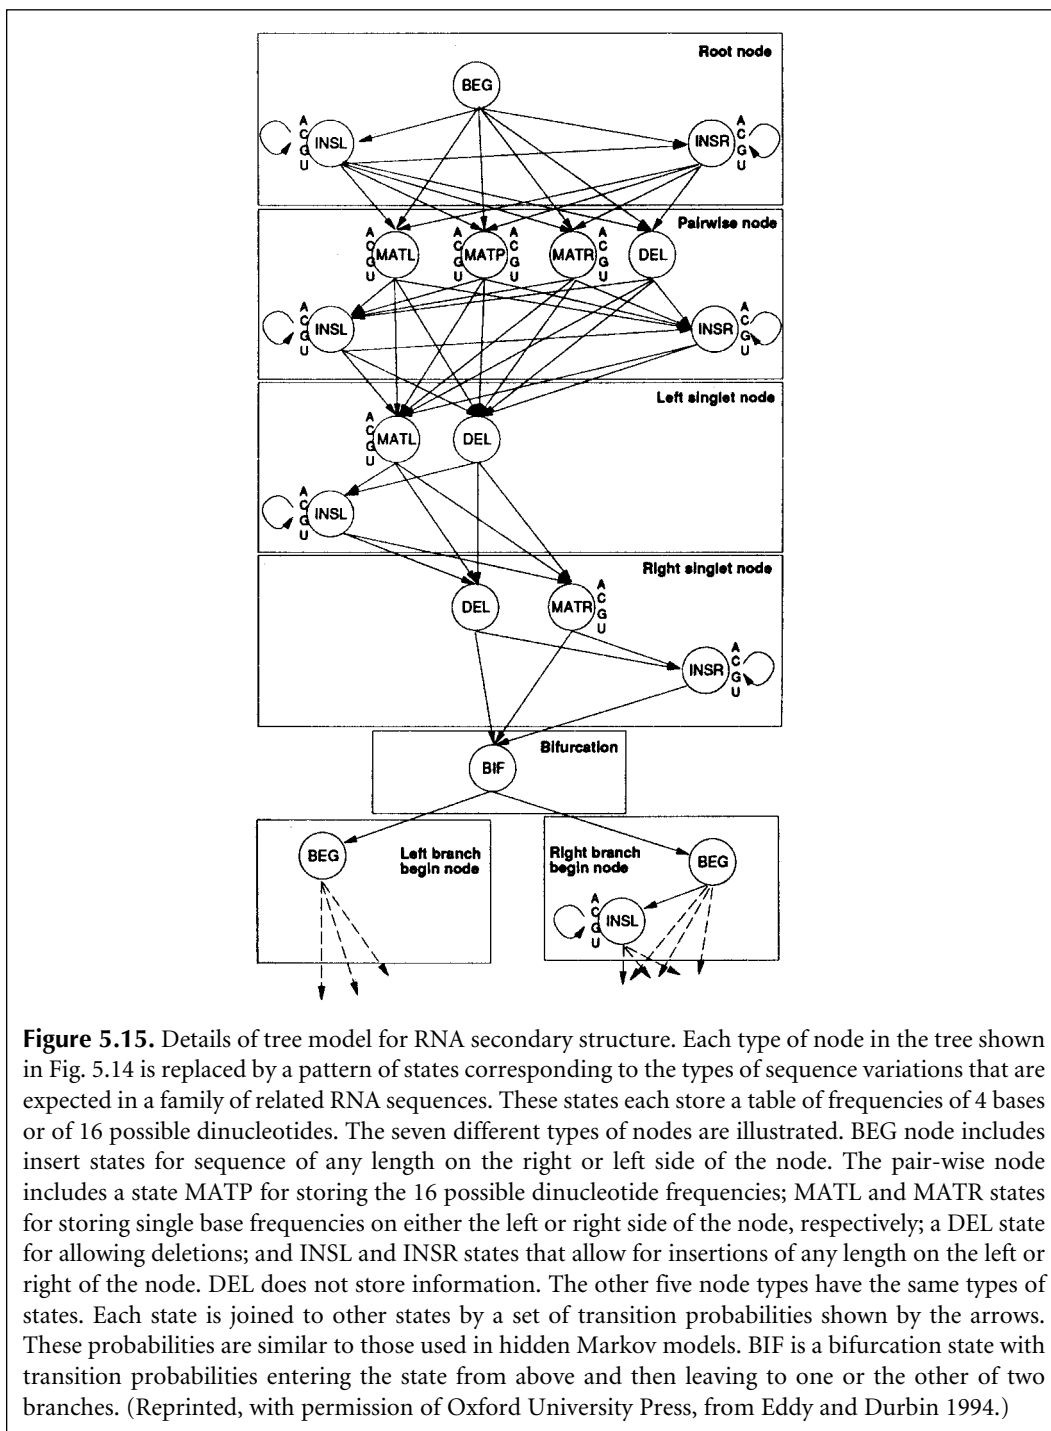 Root node
BEG
A
C
G
U
INSL
INSR
A
C
G
U
Pairwise node
A
C
G
U
MATL
A
C
G
U
MATP
A
C
G
U
MATR
A
C
G
U
DEL
A
C
G
U
INSL
INSR
A
C
G
U
Left singlet node
A
C
G
U
MATL
DEL
A
C
G
U
INSL
Right singlet node
DEL
MATR
A
C
G
U
INSR
A
C
G
U
Bifurcation
BIF
BEG
Left branch
begin node
Right branch
begin node
BEG
A
C
G
U
INSL
Figure 5.15. Details of tree model for RNA secondary structure. Each type of node in the tree shown
in Fig. 5.14 is replaced by a pattern of states corresponding to the types of sequence variations that are
expected in a family of related RNA sequences. These states each store a table of frequencies of 4 bases
or of 16 possible dinucleotides. The seven different types of nodes are illustrated. BEG node includes
insert states for sequence of any length on the right or left side of the node. The pair-wise node
includes a state MATP for storing the 16 possible dinucleotide frequencies; MATL and MATR states
for storing single base frequencies on either the left or right side of the node, respectively; a DEL state
for allowing deletions; and INSL and INSR states that allow for insertions of any length on the left or
right of the node. DEL does not store information. The other five node types have the same types of
states. Each state is joined to other states by a set of transition probabilities shown by the arrows.
These probabilities are similar to those used in hidden Markov models. BIF is a bifurcation state with
transition probabilities entering the state from above and then leaving to one or the other of two
branches. (Reprinted, with permission of Oxford University Press, from Eddy and Durbin 1994.)